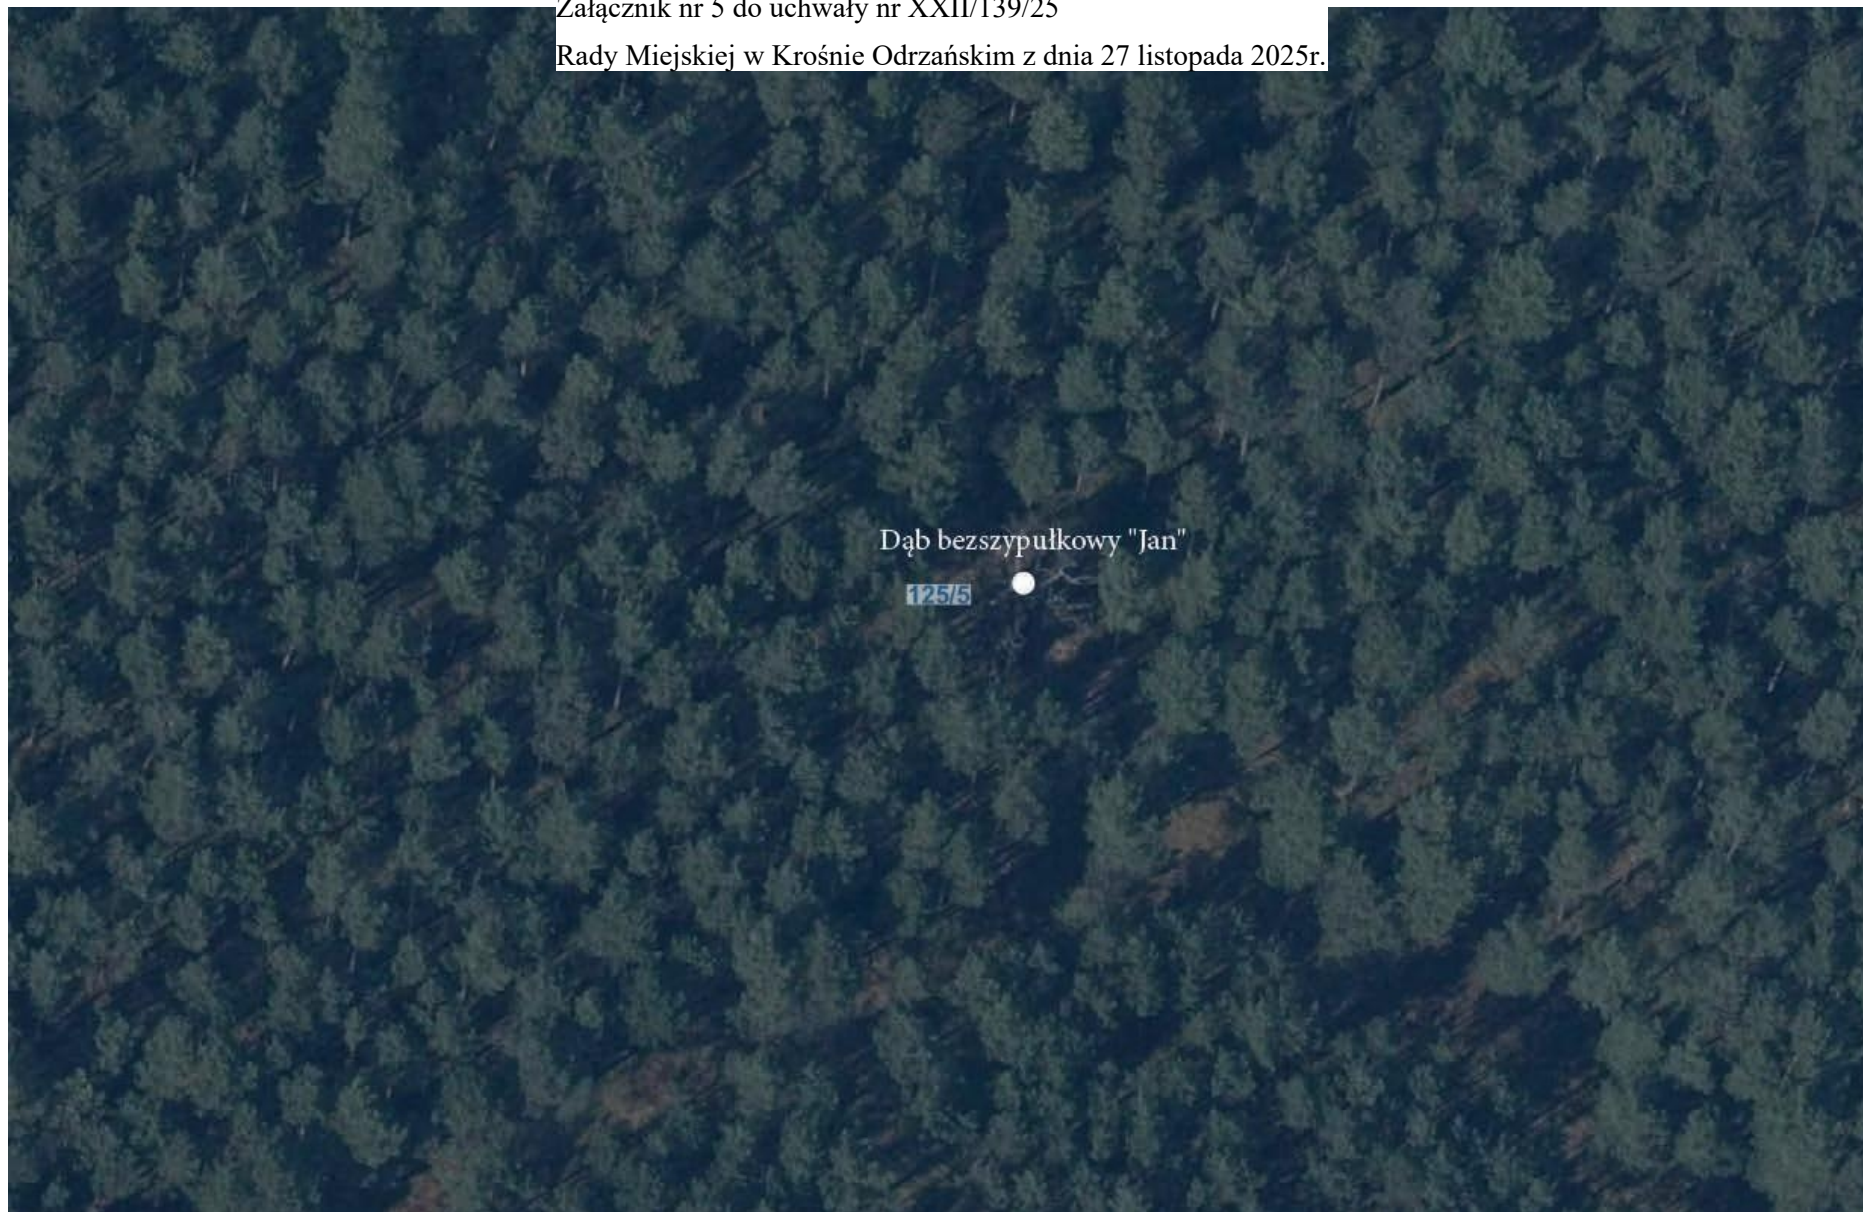 Załącznik nr 5 do uchwały nr XXII/139/25
Rady Miejskiej w Krośnie Odrzańskim z dnia 27 listopada 2025r.
Dąb bezszypułkowy "Jan"
125/5